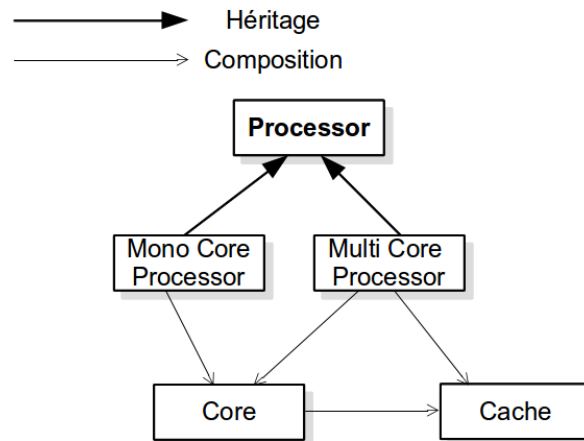 Héritage
Composition
Processor
Mono Core
Processor
Multi Core
Processor
Core
Cache